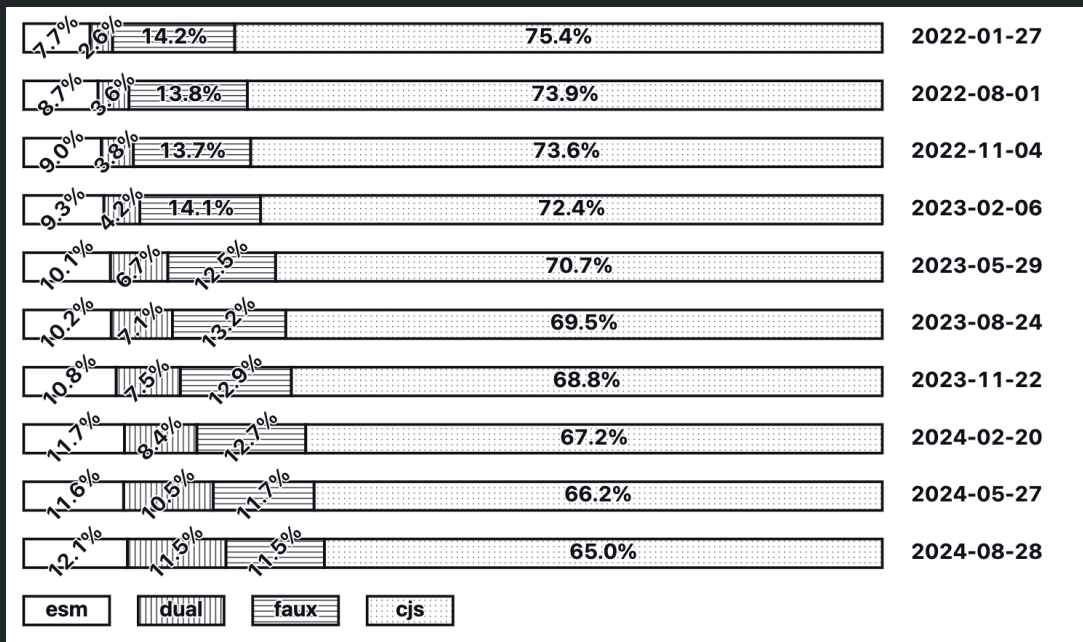 7.7% 2.6% 14.2% 75.4% 2022-01-27
8.7% 3.6% 13.8% 73.9% 2022-08-01
9.0% 3.8% 13.7% 73.6% 2022-11-04
9.3% 4.2% 14.1% 72.4% 2023-02-06
10.1% 6.7% 12.5% 70.7% 2023-05-29
10.2% 7.1% 13.2% 69.5% 2023-08-24
10.8% 7.5% 12.9% 68.8% 2023-11-22
11.7% 8.4% 12.7% 67.2% 2024-02-20
11.6% 10.5% 11.7% 66.2% 2024-05-27
12.1% 11.5% 11.5% 65.0% 2024-08-28
esm dual faux cjs